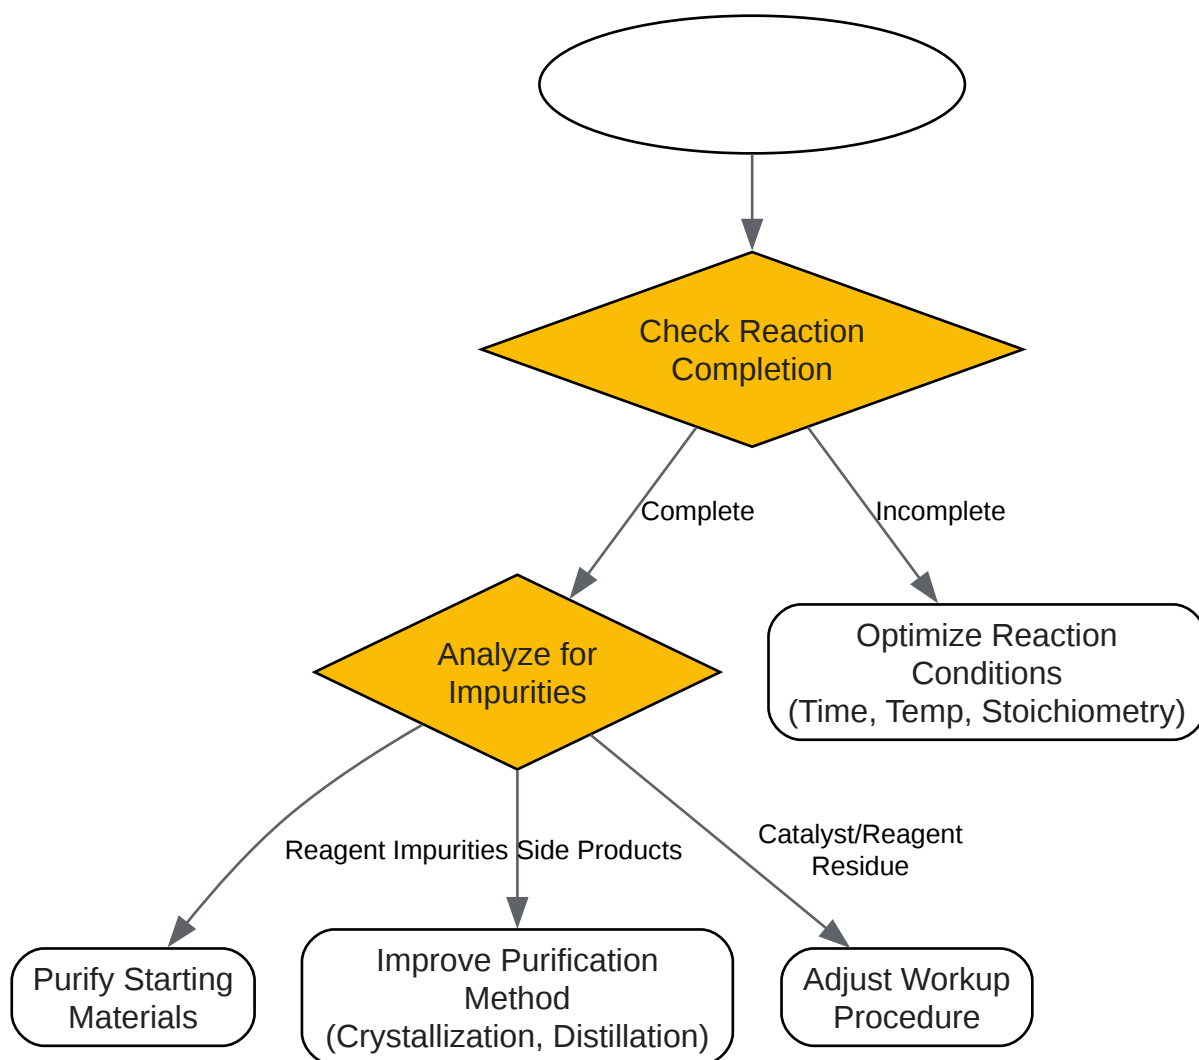 Check Reaction
Completion
Complete
Incomplete
Analyze for
Impurities
Optimize Reaction
Conditions
(Time, Temp, Stoichiometry)
Reagent Impurities
Side Products
Catalyst/Reagent
Residue
Purify Starting
Materials
Improve Purification
Method
(Crystallization, Distillation)
Adjust Workup
Procedure